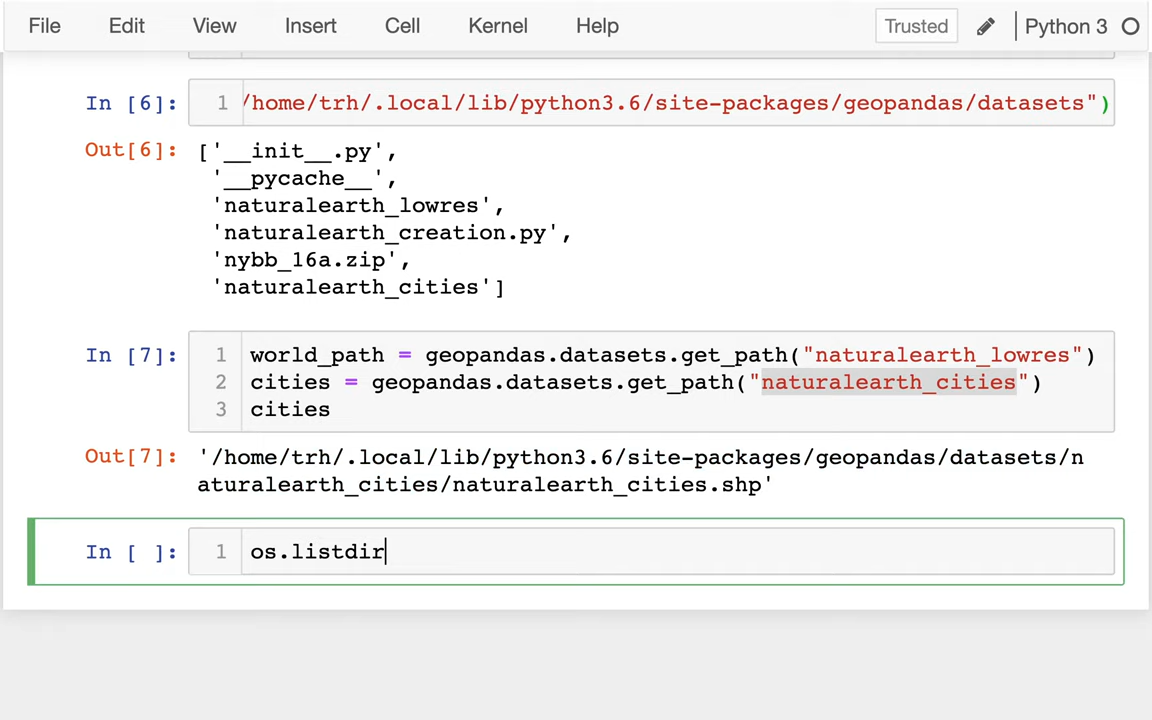 File Edit View Insert Cell Kernel Help Trusted Python 3
In [6]: 1 /home/trh/.local/lib/python3.6/site-packages/geopandas/datasets")
Out[6]: ['__init__.py',
'__pycache__',
'naturalearth_lowres',
'naturalearth_creation.py',
'nybb_16a.zip',
'naturalearth_cities']
In [7]: 1 world_path = geopandas.datasets.get_path("naturalearth_lowres")
2 cities = geopandas.datasets.get_path("naturalearth_cities")
3 cities
Out[7]: '/home/trh/.local/lib/python3.6/site-packages/geopandas/datasets/n
aturalearth_cities/naturalearth_cities.shp'
In [ ]: 1 os.listdir